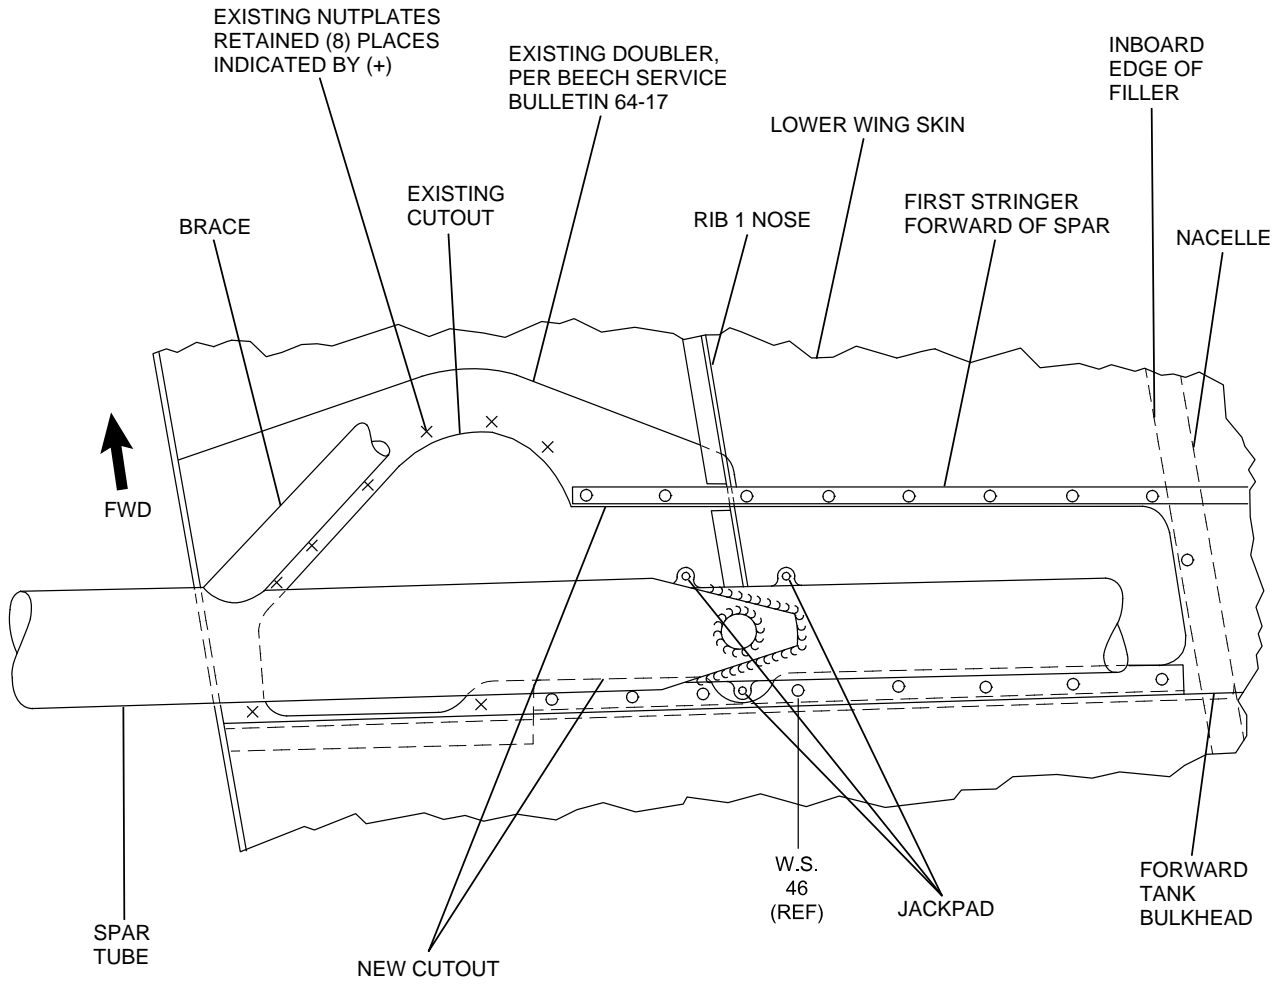 EXISTING NUTPLATES
RETAINED (8) PLACES
INDICATED BY (+)
EXISTING DOUBLER,
PER BEECH SERVICE
BULLETIN 64-17
INBOARD
EDGE OF
FILLER
LOWER WING SKIN
EXISTING
CUTOUT
BRACE
RIB 1 NOSE
FIRST STRINGER
FORWARD OF SPAR
NACELLE
FWD
W.S.
46
(REF)
JACKPAD
FORWARD
TANK
BULKHEAD
SPAR
TUBE
NEW CUTOUT